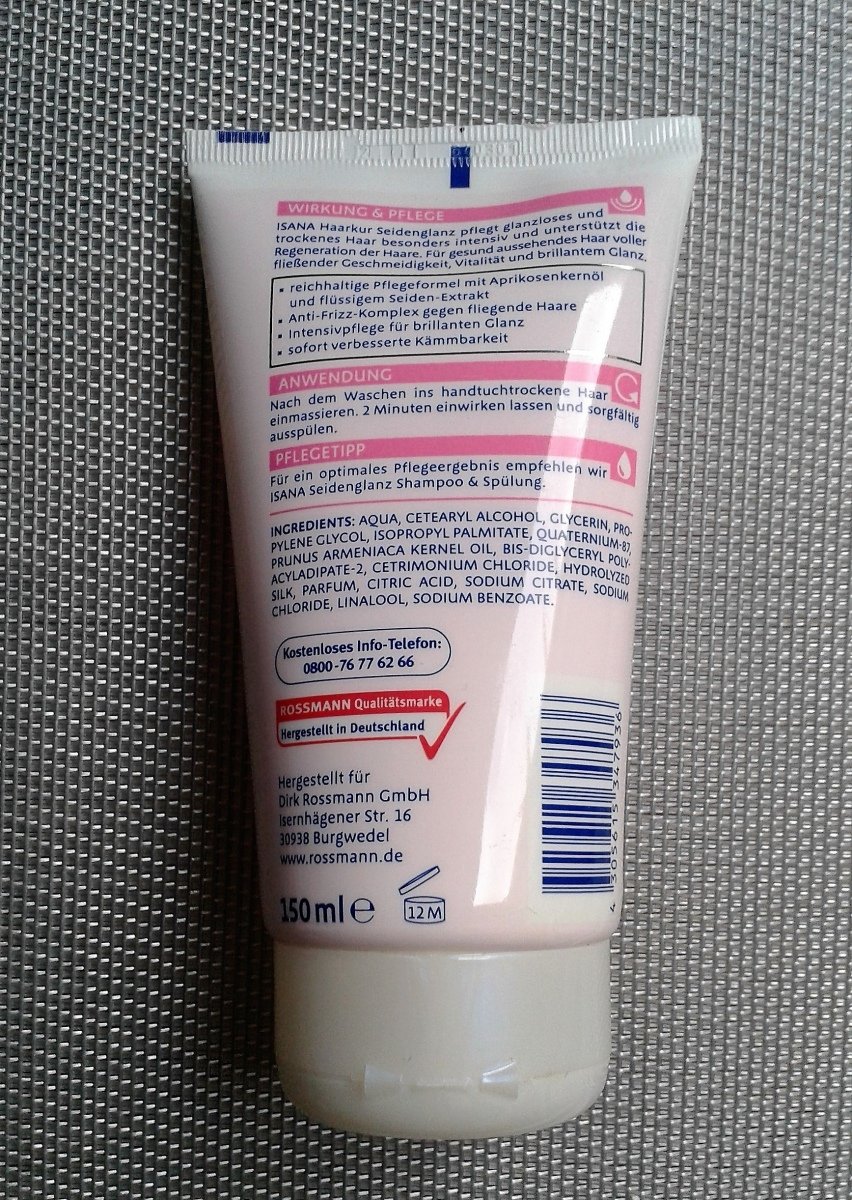 WIRKUNG & PFLEGE
ISANA Haarkur Seidenglanz pflegt glanzloses und
trockenes Haar besonders intensiv und unterstützt die
Regeneration der Haare. Für gesund aussehendes Haar voller
fließender Geschmeidigkeit, Vitalität und brillantem Glanz.
▪ reichhaltige Pflegeformel mit Aprikosenkernöl
und flüssigem Seiden-Extrakt
▪ Anti-Frizz-Komplex gegen fliegende Haare
▪ Intensivpflege für brillanten Glanz
▪ sofort verbesserte Kämmbarkeit
ANWENDUNG
Nach dem Waschen ins handtuchtrockene Haar
einmassieren. 2 Minuten einwirken lassen und sorgfältig
ausspülen.
PFLEGETIPP
Für ein optimales Pflegeergebnis empfehlen wir
ISANA Seidenglanz Shampoo & Spülung.
INGREDIENTS: AQUA, CETEARYL ALCOHOL, GLYCERIN, PRO-
PYLENE GLYCOL, ISOPROPYL PALMITATE, QUATERNIUM-87,
PRUNUS ARMENIACA KERNEL OIL, BIS-DIGLYCERYL POLY-
ACYLADIPATE-2, CETRIMONIUM CHLORIDE, HYDROLYZED
SILK, PARFUM, CITRIC ACID, SODIUM CITRATE, SODIUM
CHLORIDE, LINALOOL, SODIUM BENZOATE.
Kostenloses Info-Telefon:
0800-76 77 62 66
ROSSMANN Qualitätsmarke
Hergestellt in Deutschland
Hergestellt für
Dirk Rossmann GmbH
Isernhägener Str. 16
30938 Burgwedel
www.rossmann.de
150 ml e
12 M
4 305615 347936